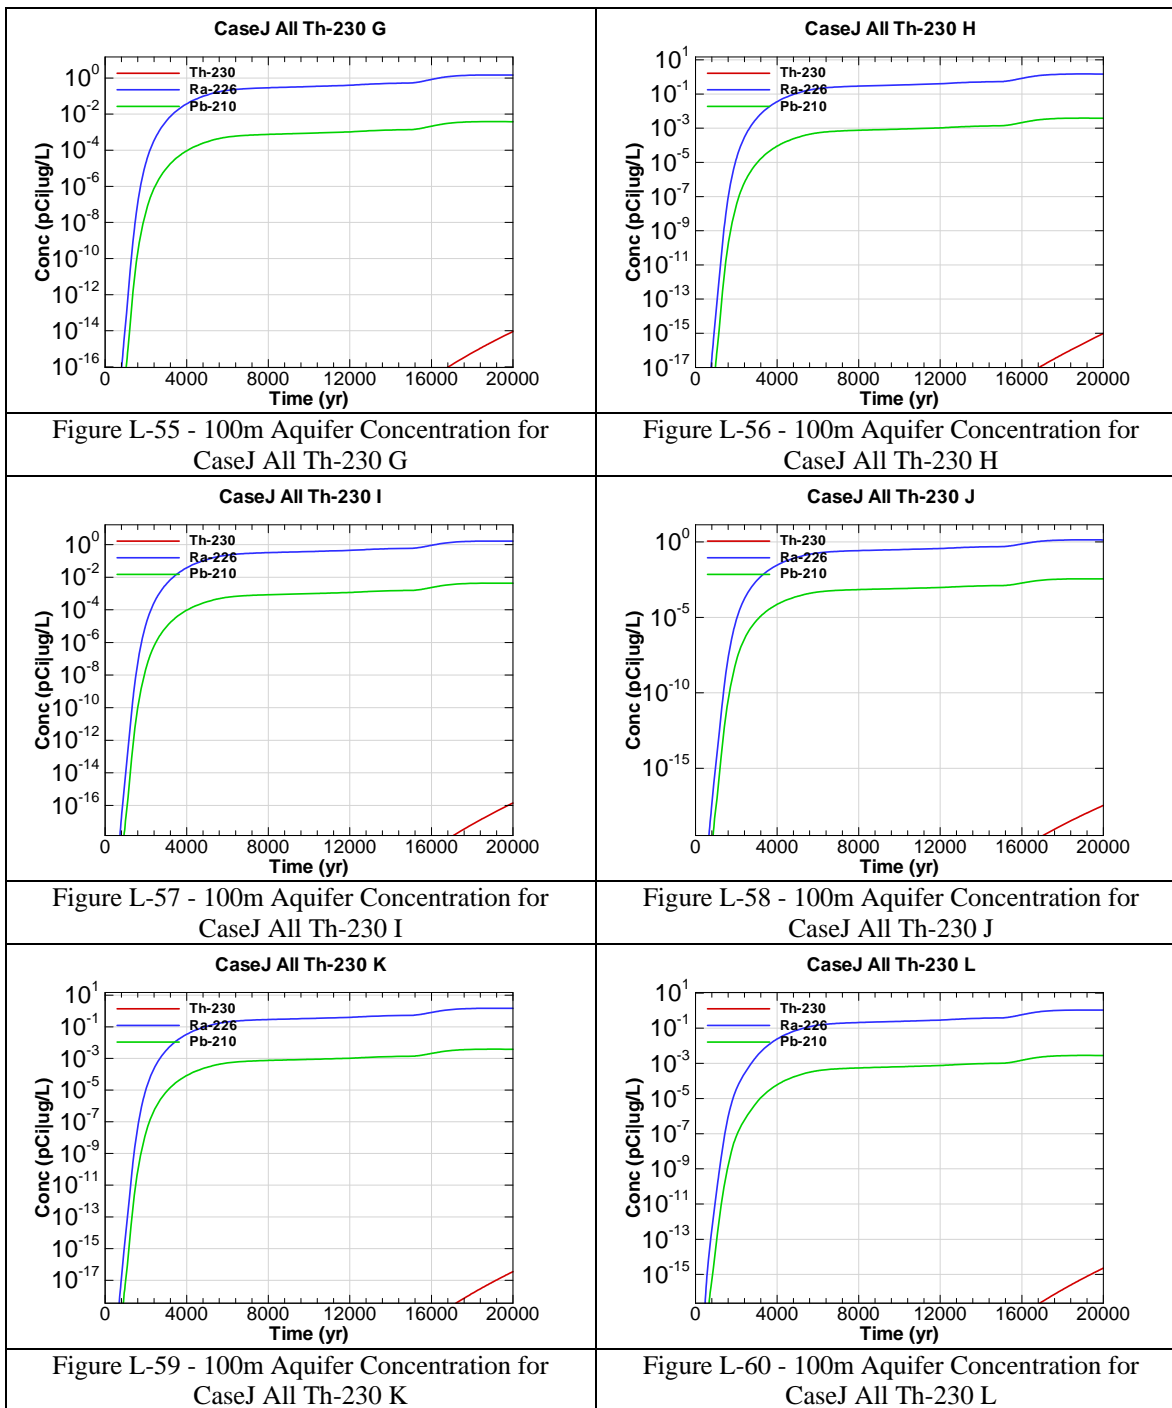 CaseJ All Th-230 G
Conc (pCi|ug/L)
10^0
10^-2
10^-4
10^-6
10^-8
10^-10
10^-12
10^-14
10^-16
Th-230
Ra-226
Pb-210
0 4000 8000 12000 16000 20000
Time (yr)
Figure L-55 - 100m Aquifer Concentration for
CaseJ All Th-230 G
CaseJ All Th-230 H
Conc (pCi|ug/L)
10^1
10^-1
10^-3
10^-5
10^-7
10^-9
10^-11
10^-13
10^-15
10^-17
Th-230
Ra-226
Pb-210
0 4000 8000 12000 16000 20000
Time (yr)
Figure L-56 - 100m Aquifer Concentration for
CaseJ All Th-230 H
CaseJ All Th-230 I
Conc (pCi|ug/L)
10^0
10^-2
10^-4
10^-6
10^-8
10^-10
10^-12
10^-14
10^-16
Th-230
Ra-226
Pb-210
0 4000 8000 12000 16000 20000
Time (yr)
Figure L-57 - 100m Aquifer Concentration for
CaseJ All Th-230 I
CaseJ All Th-230 J
Conc (pCi|ug/L)
10^0
10^-5
10^-10
10^-15
Th-230
Ra-226
Pb-210
0 4000 8000 12000 16000 20000
Time (yr)
Figure L-58 - 100m Aquifer Concentration for
CaseJ All Th-230 J
CaseJ All Th-230 K
Conc (pCi|ug/L)
10^1
10^-1
10^-3
10^-5
10^-7
10^-9
10^-11
10^-13
10^-15
10^-17
Th-230
Ra-226
Pb-210
0 4000 8000 12000 16000 20000
Time (yr)
Figure L-59 - 100m Aquifer Concentration for
CaseJ All Th-230 K
CaseJ All Th-230 L
Conc (pCi|ug/L)
10^1
10^-1
10^-3
10^-5
10^-7
10^-9
10^-11
10^-13
10^-15
Th-230
Ra-226
Pb-210
0 4000 8000 12000 16000 20000
Time (yr)
Figure L-60 - 100m Aquifer Concentration for
CaseJ All Th-230 L